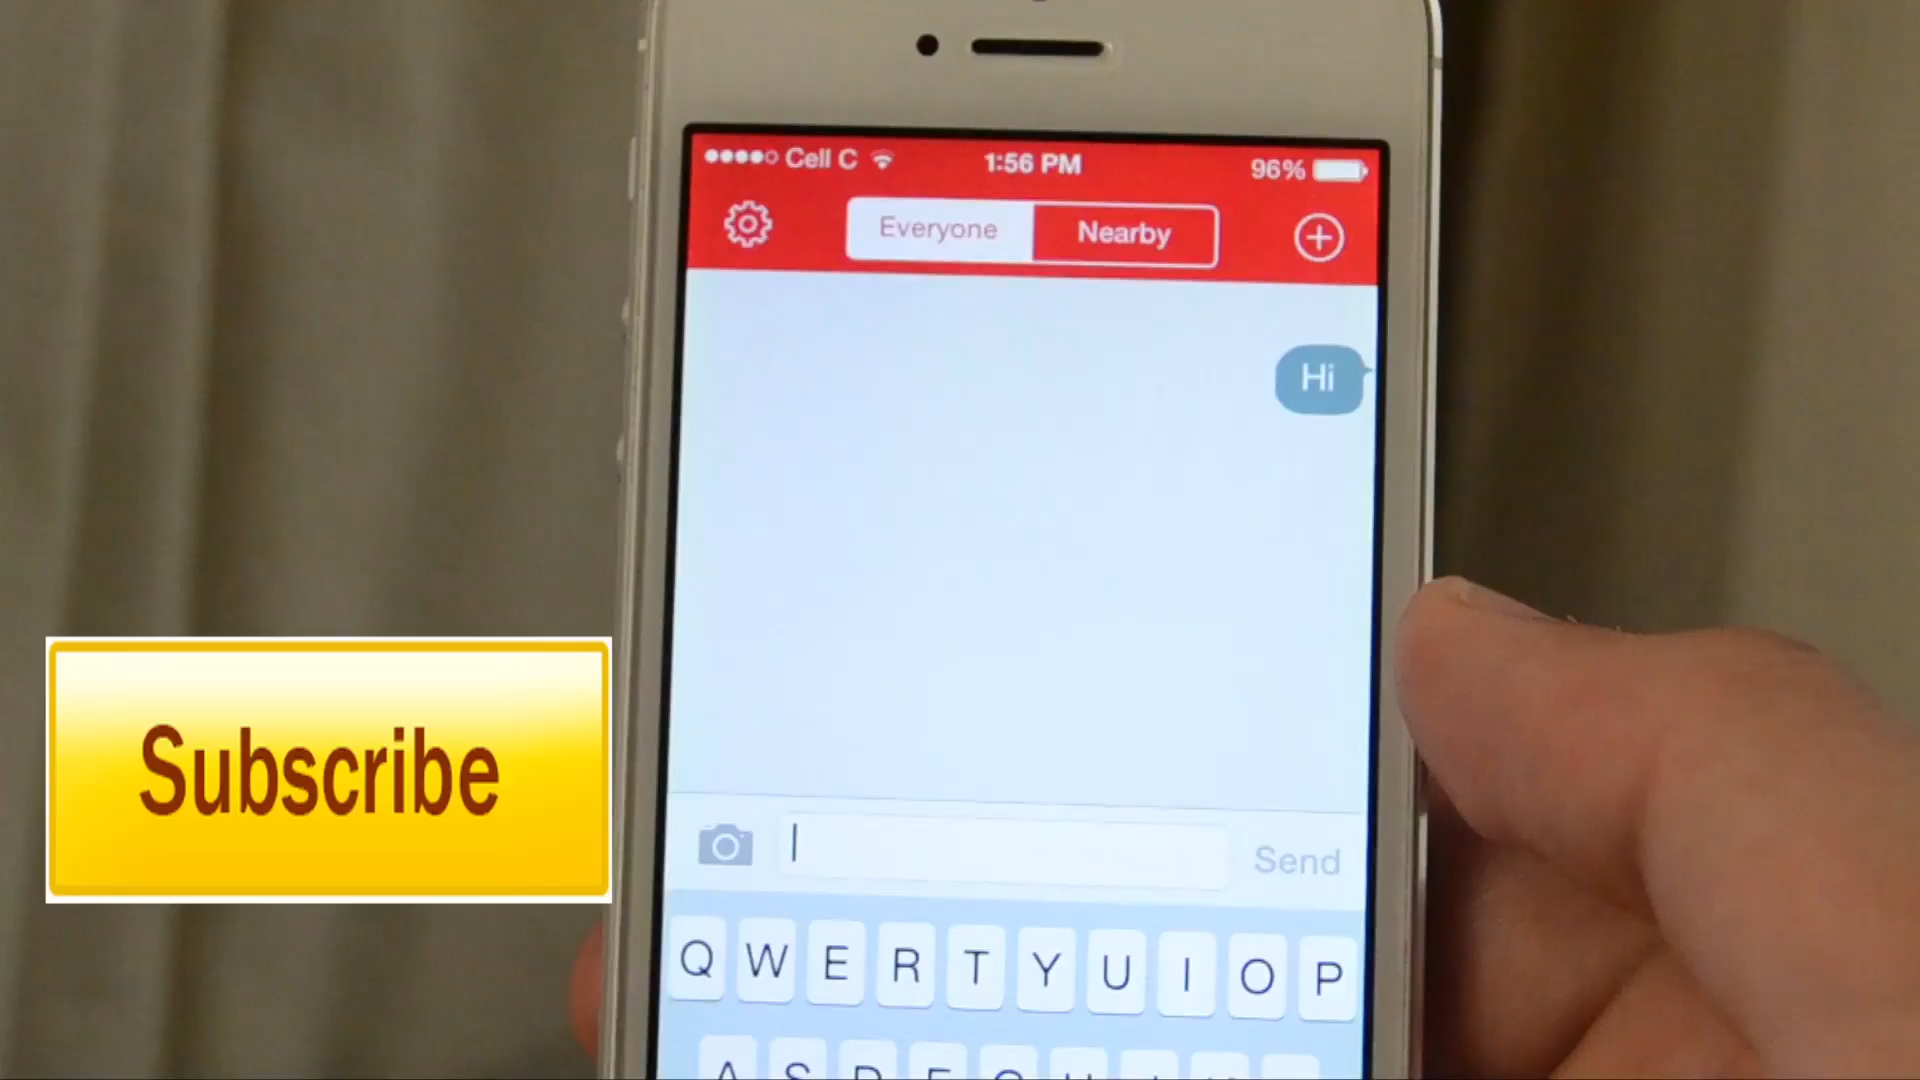 Cell C 1:56 PM 96%
Everyone Nearby
Hi
Subscribe
Send
Q W E R T Y U I O P
A S D F G H